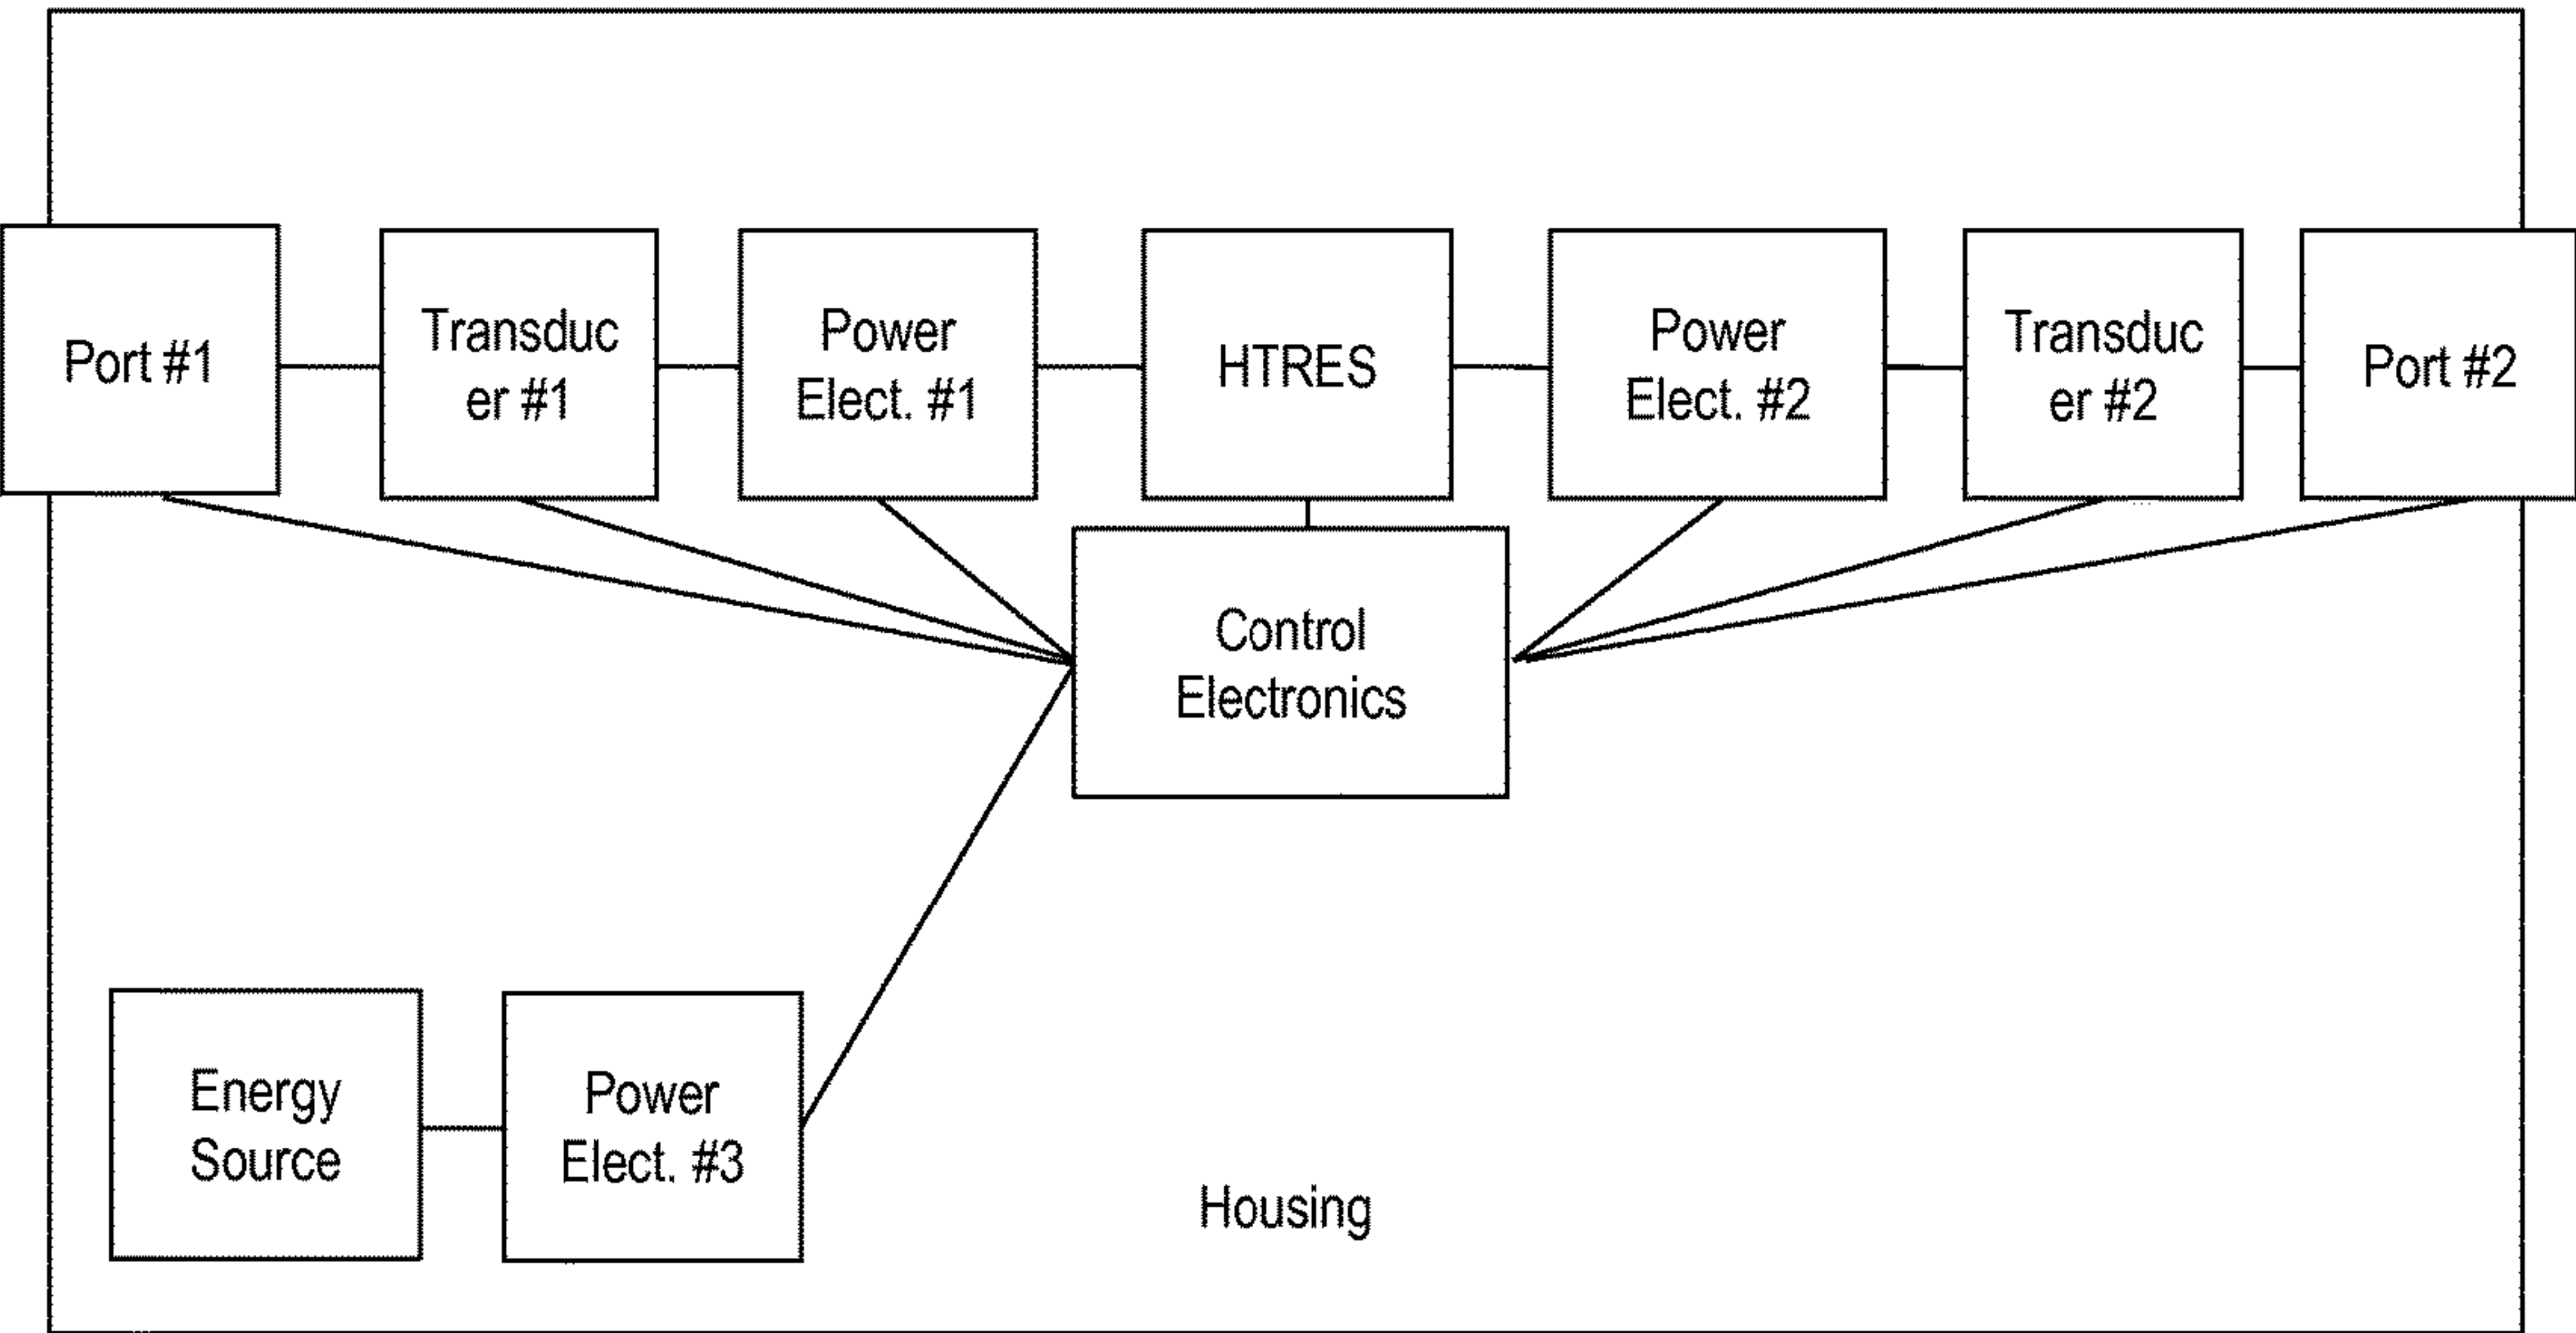 Port #1
Transduc
er #1
Power
Elect. #1
HTRES
Power
Elect. #2
Transduc
er #2
Port #2
Control
Electronics
Energy
Source
Power
Elect. #3
Housing